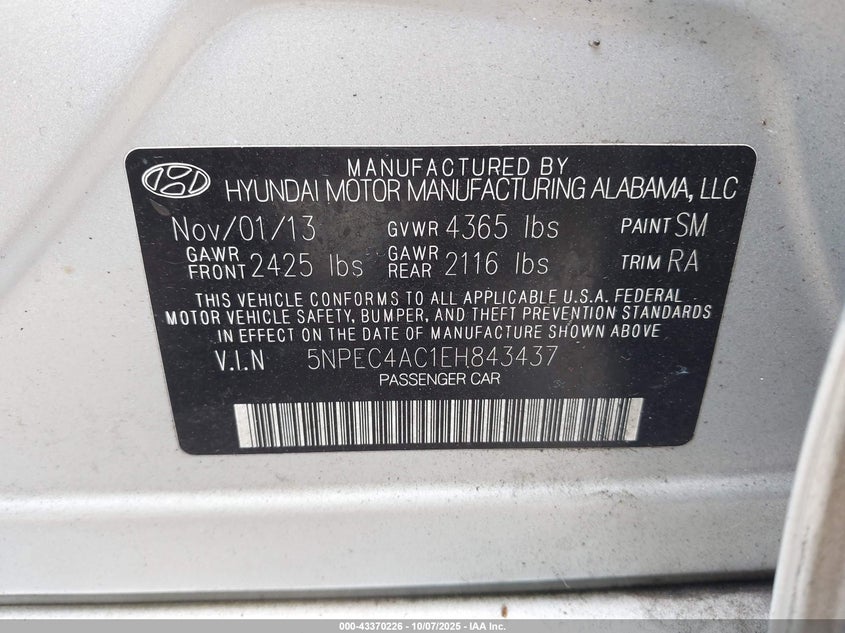 MANUFACTURED BY
HYUNDAI MOTOR MANUFACTURING ALABAMA, LLC
Nov/01/13 GVWR 4365 lbs PAINT SM
GAWR FRONT 2425 lbs GAWR REAR 2116 lbs TRIM RA
THIS VEHICLE CONFORMS TO ALL APPLICABLE U.S.A. FEDERAL
MOTOR VEHICLE SAFETY, BUMPER, AND THEFT PREVENTION STANDARDS
IN EFFECT ON THE DATE OF MANUFACTURE SHOWN ABOVE
V.I.N 5NPEC4AC1EH843437
PASSENGER CAR
000-43370226 - 10/07/2025 - IAA Inc.